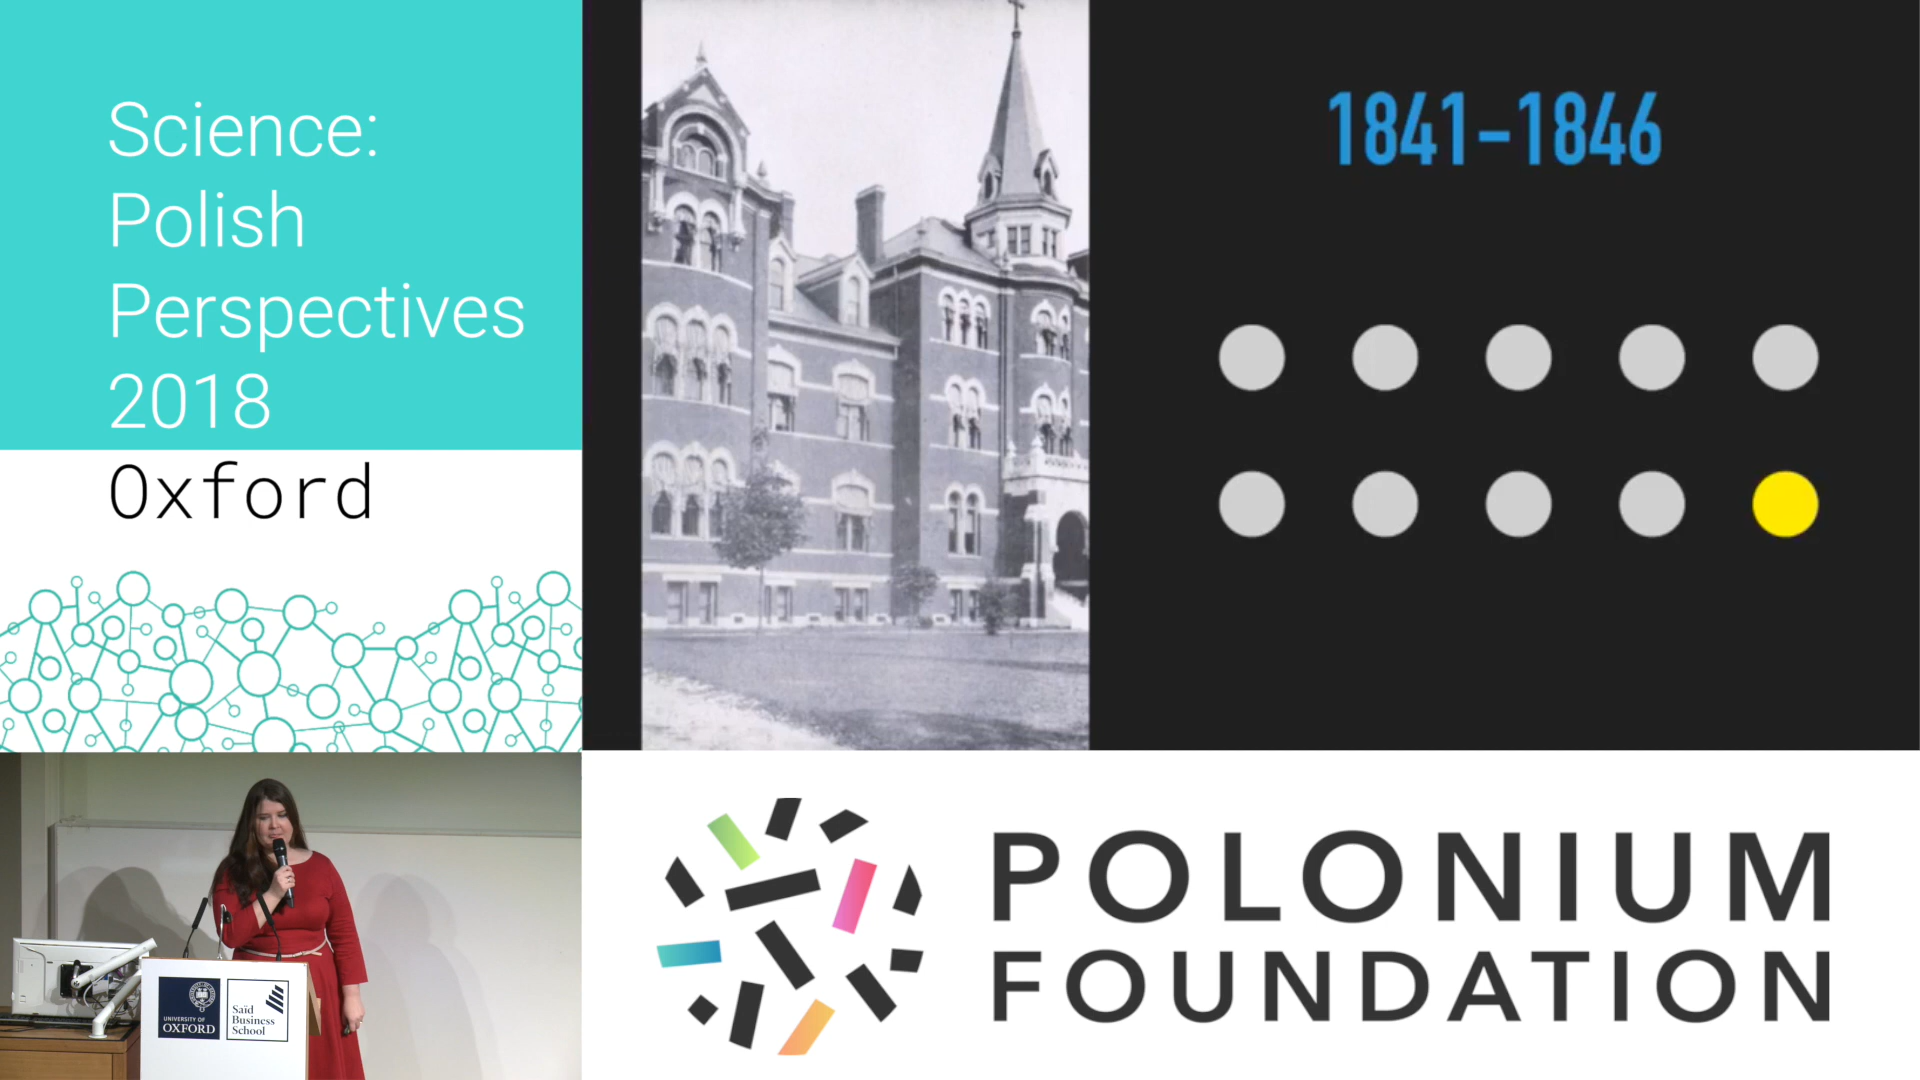 Science:
Polish
Perspectives
2018
Oxford
1841-1846
UNIVERSITY OF
OXFORD
Saïd
Business
School
POLONIUM
FOUNDATION